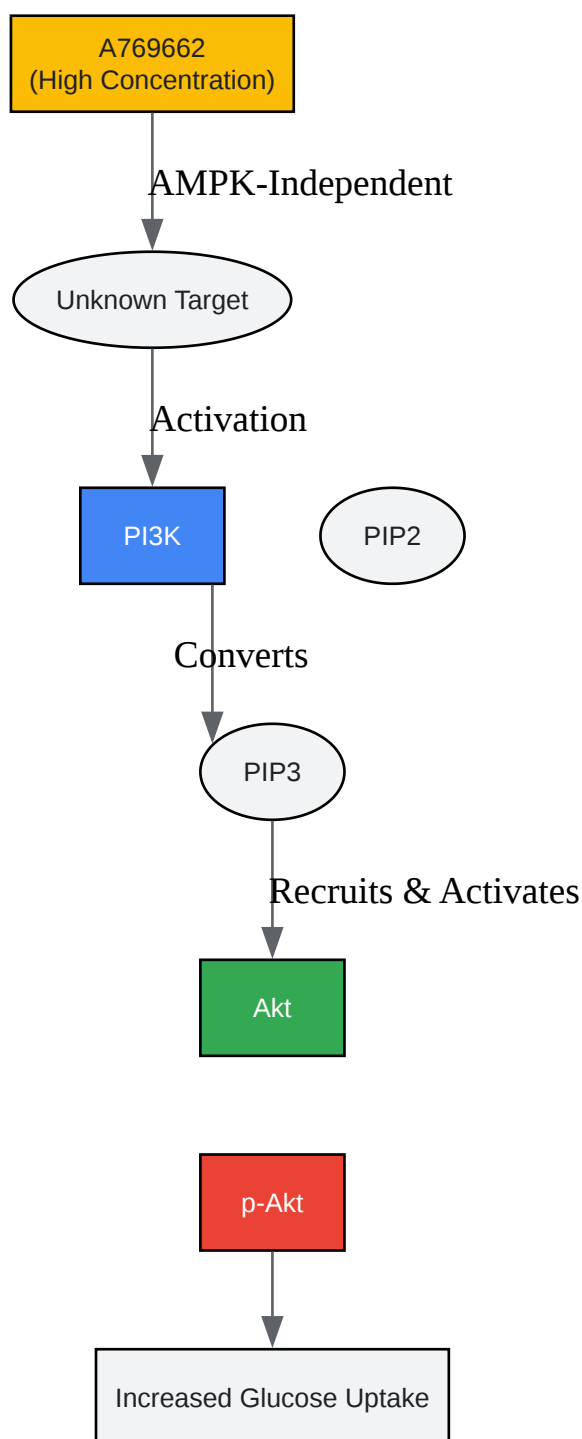 A769662
(High Concentration)
AMPK-Independent
Unknown Target
Activation
PI3K
PIP2
Converts
PIP3
Recruits & Activates
Akt
p-Akt
Increased Glucose Uptake